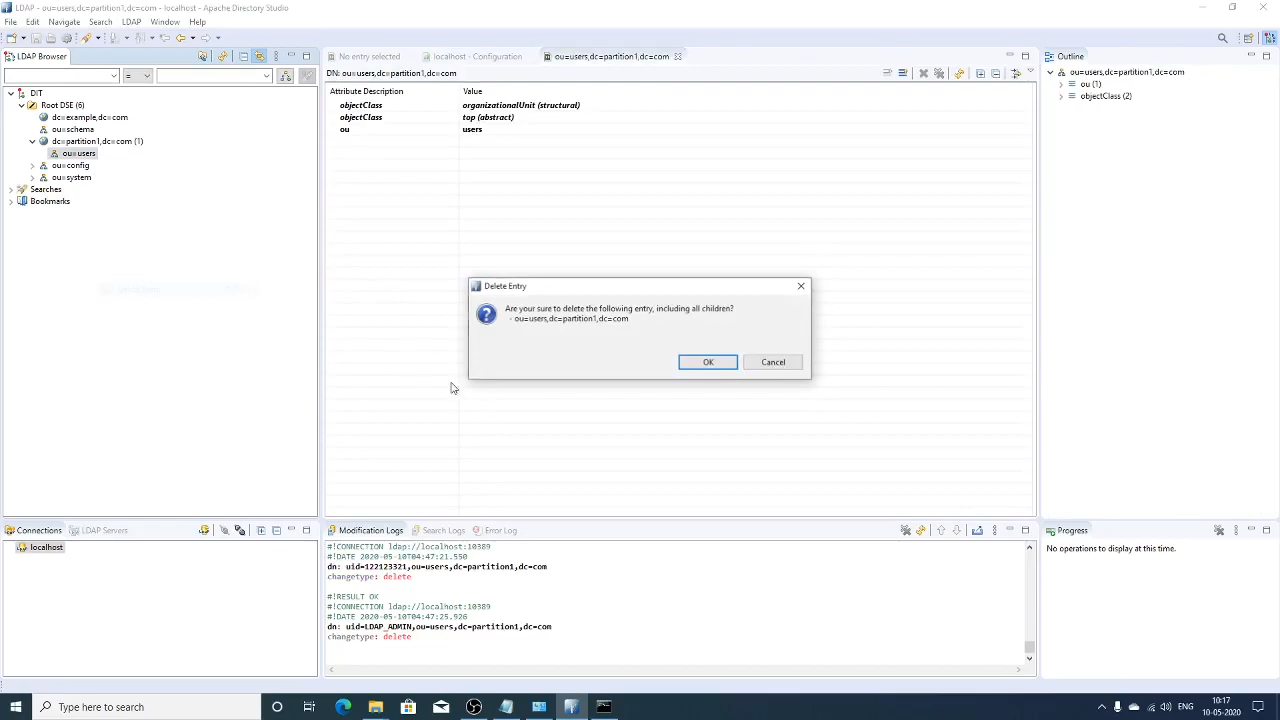 LDAP - ou=users,dc=partition1,dc=com - localhost - Apache Directory Studio
File Edit Navigate Search LDAP Window Help
LDAP Browser
No entry selected
localhost - Configuration
ou=users,dc=partition1,dc=com
Outline
=
DN: ou=users,dc=partition1,dc=com
Attribute Description Value
objectClass organizationalUnit (structural)
objectClass top (abstract)
ou users
DIT
Root DSE (6)
dc=example,dc=com
ou=schema
dc=partition1,dc=com (1)
ou=users
ou=config
ou=system
Searches
Bookmarks
ou=users,dc=partition1,dc=com
ou (1)
objectClass (2)
Delete Entry
Are your sure to delete the following entry, including all children?
- ou=users,dc=partition1,dc=com
OK Cancel
Connections LDAP Servers
localhost
Modification Logs Search Logs Error Log
#!CONNECTION ldap://localhost:10389
#!DATE 2020-05-10T04:47:21.550
dn: uid=122123321,ou=users,dc=partition1,dc=com
changetype: delete
#!RESULT OK
#!CONNECTION ldap://localhost:10389
#!DATE 2020-05-10T04:47:25.926
dn: uid=LDAP_ADMIN,ou=users,dc=partition1,dc=com
changetype: delete
Progress
No operations to display at this time.
Type here to search
ENG
10:17
10-05-2020